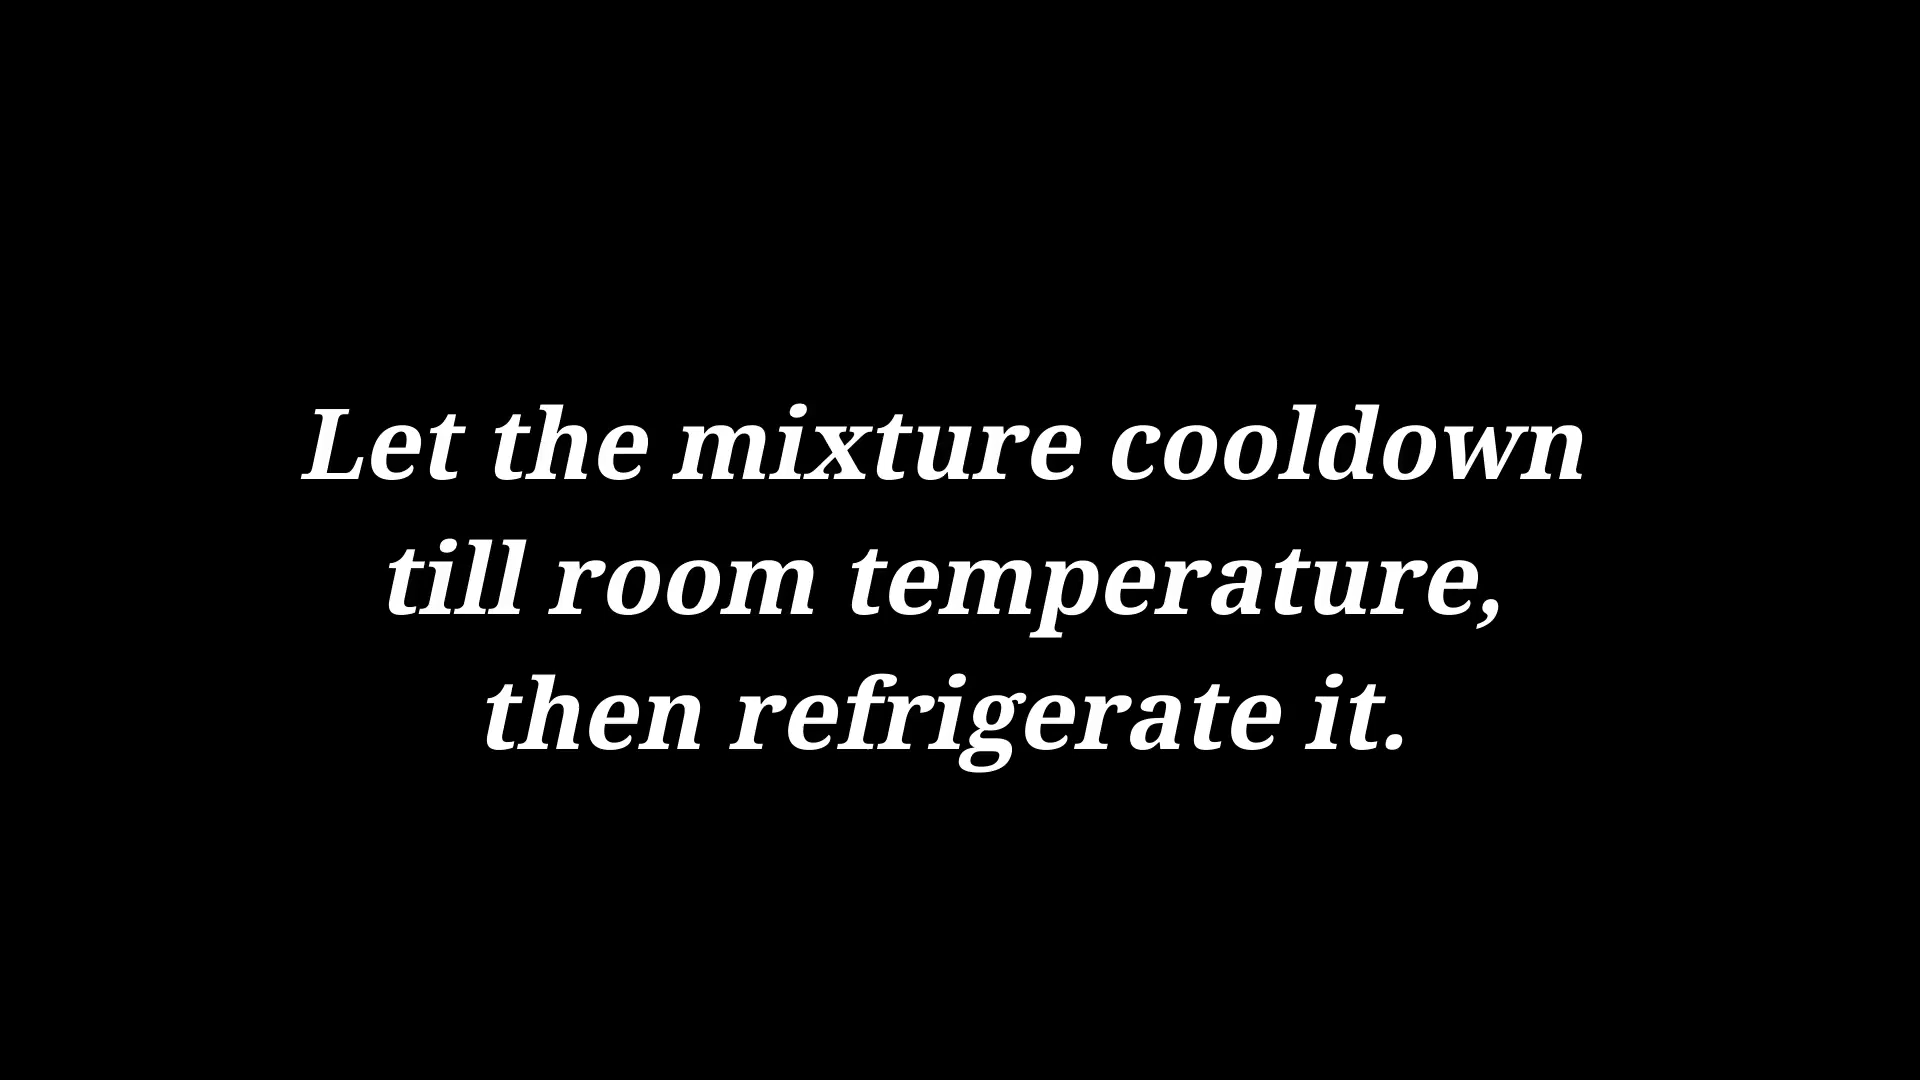 Let the mixture cooldown
till room temperature,
then refrigerate it.